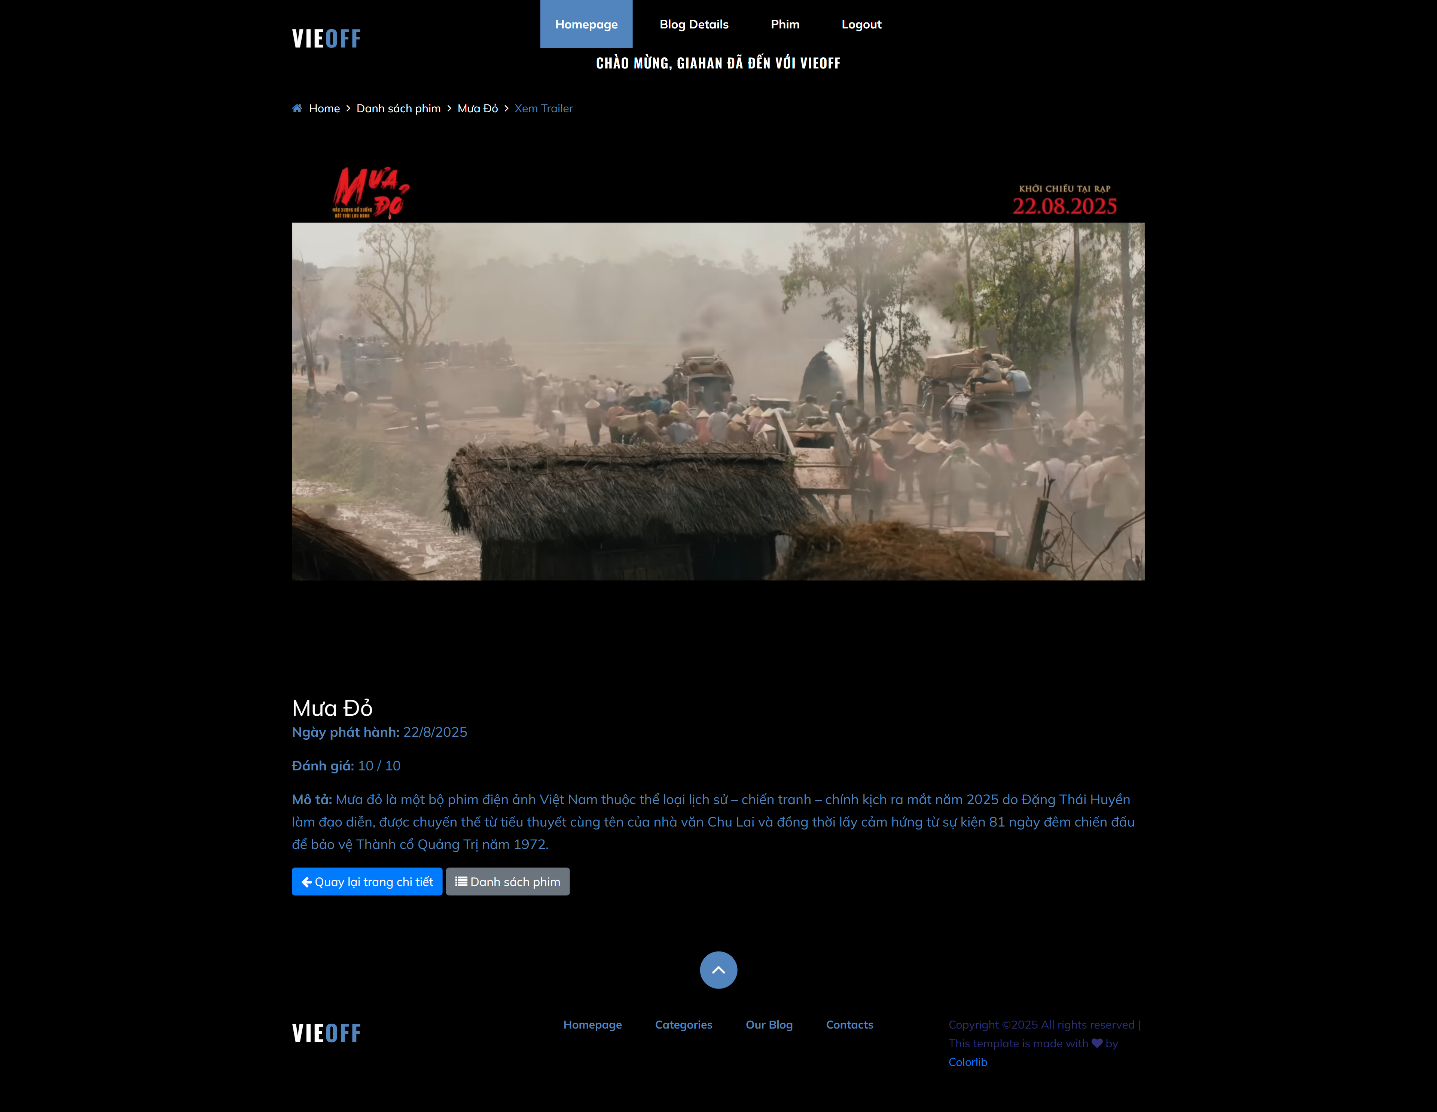 VIEOFF
Homepage Blog Details Phim Logout
CHÀO MỪNG, GIAHAN ĐÃ ĐẾN VỚI VIEOFF
Home > Danh sách phim > Mưa Đỏ > Xem Trailer
MƯA ĐỎ
KHỞI CHIẾU TẠI RẠP
22.08.2025
Mưa Đỏ
Ngày phát hành: 22/8/2025
Đánh giá: 10 / 10
Mô tả: Mưa đỏ là một bộ phim điện ảnh Việt Nam thuộc thể loại lịch sử – chiến tranh – chính kịch ra mắt năm 2025 do Đặng Thái Huyền
làm đạo diễn, được chuyển thể từ tiểu thuyết cùng tên của nhà văn Chu Lai và đồng thời lấy cảm hứng từ sự kiện 81 ngày đêm chiến đấu
để bảo vệ Thành cổ Quảng Trị năm 1972.
Quay lại trang chi tiết Danh sách phim
VIEOFF
Homepage Categories Our Blog Contacts
Copyright ©2025 All rights reserved |
This template is made with ♥ by
Colorlib